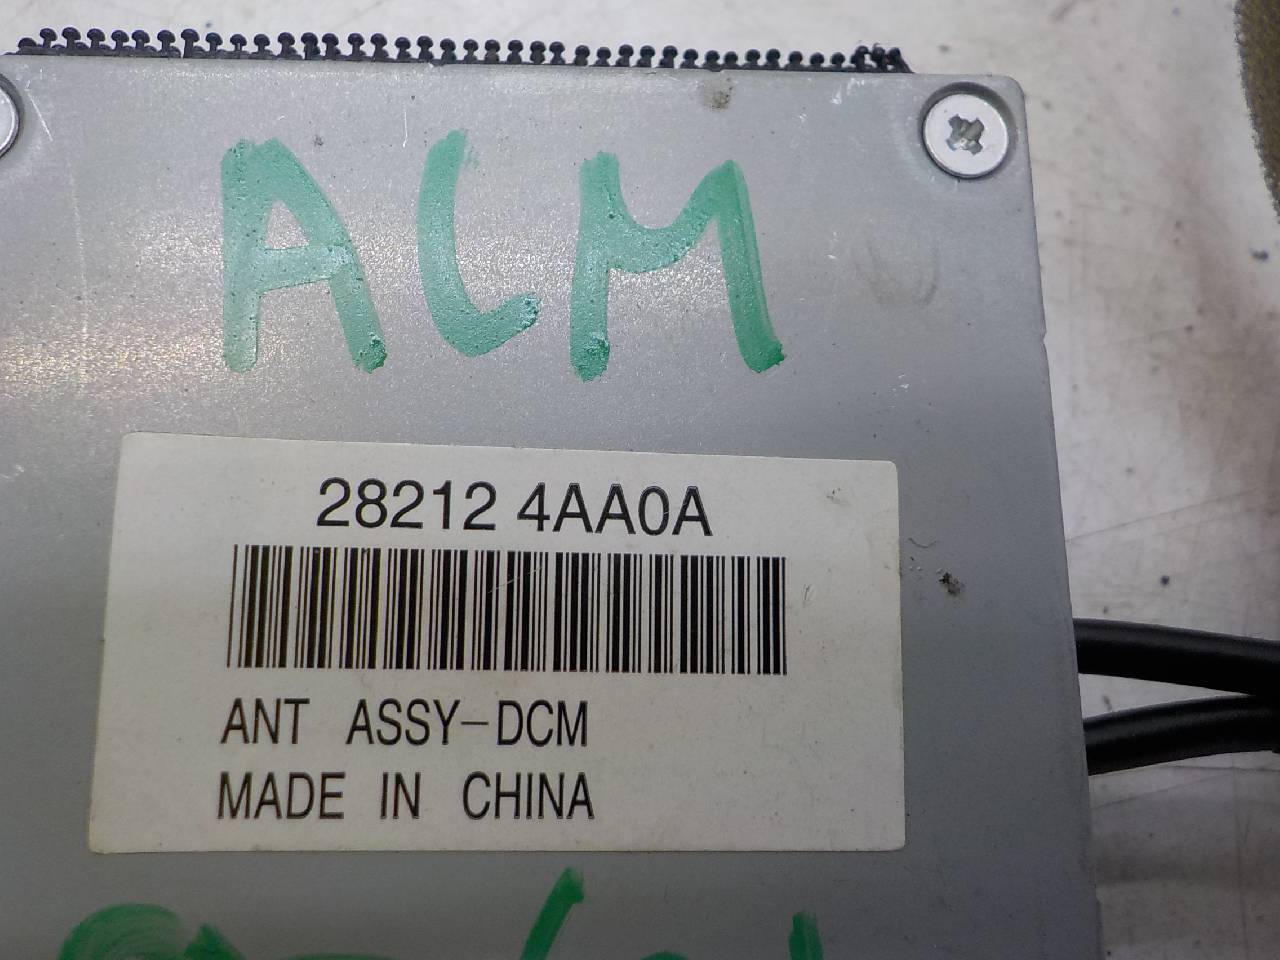 ACM
28212 4AA0A
ANT ASSY-DCM
MADE IN CHINA